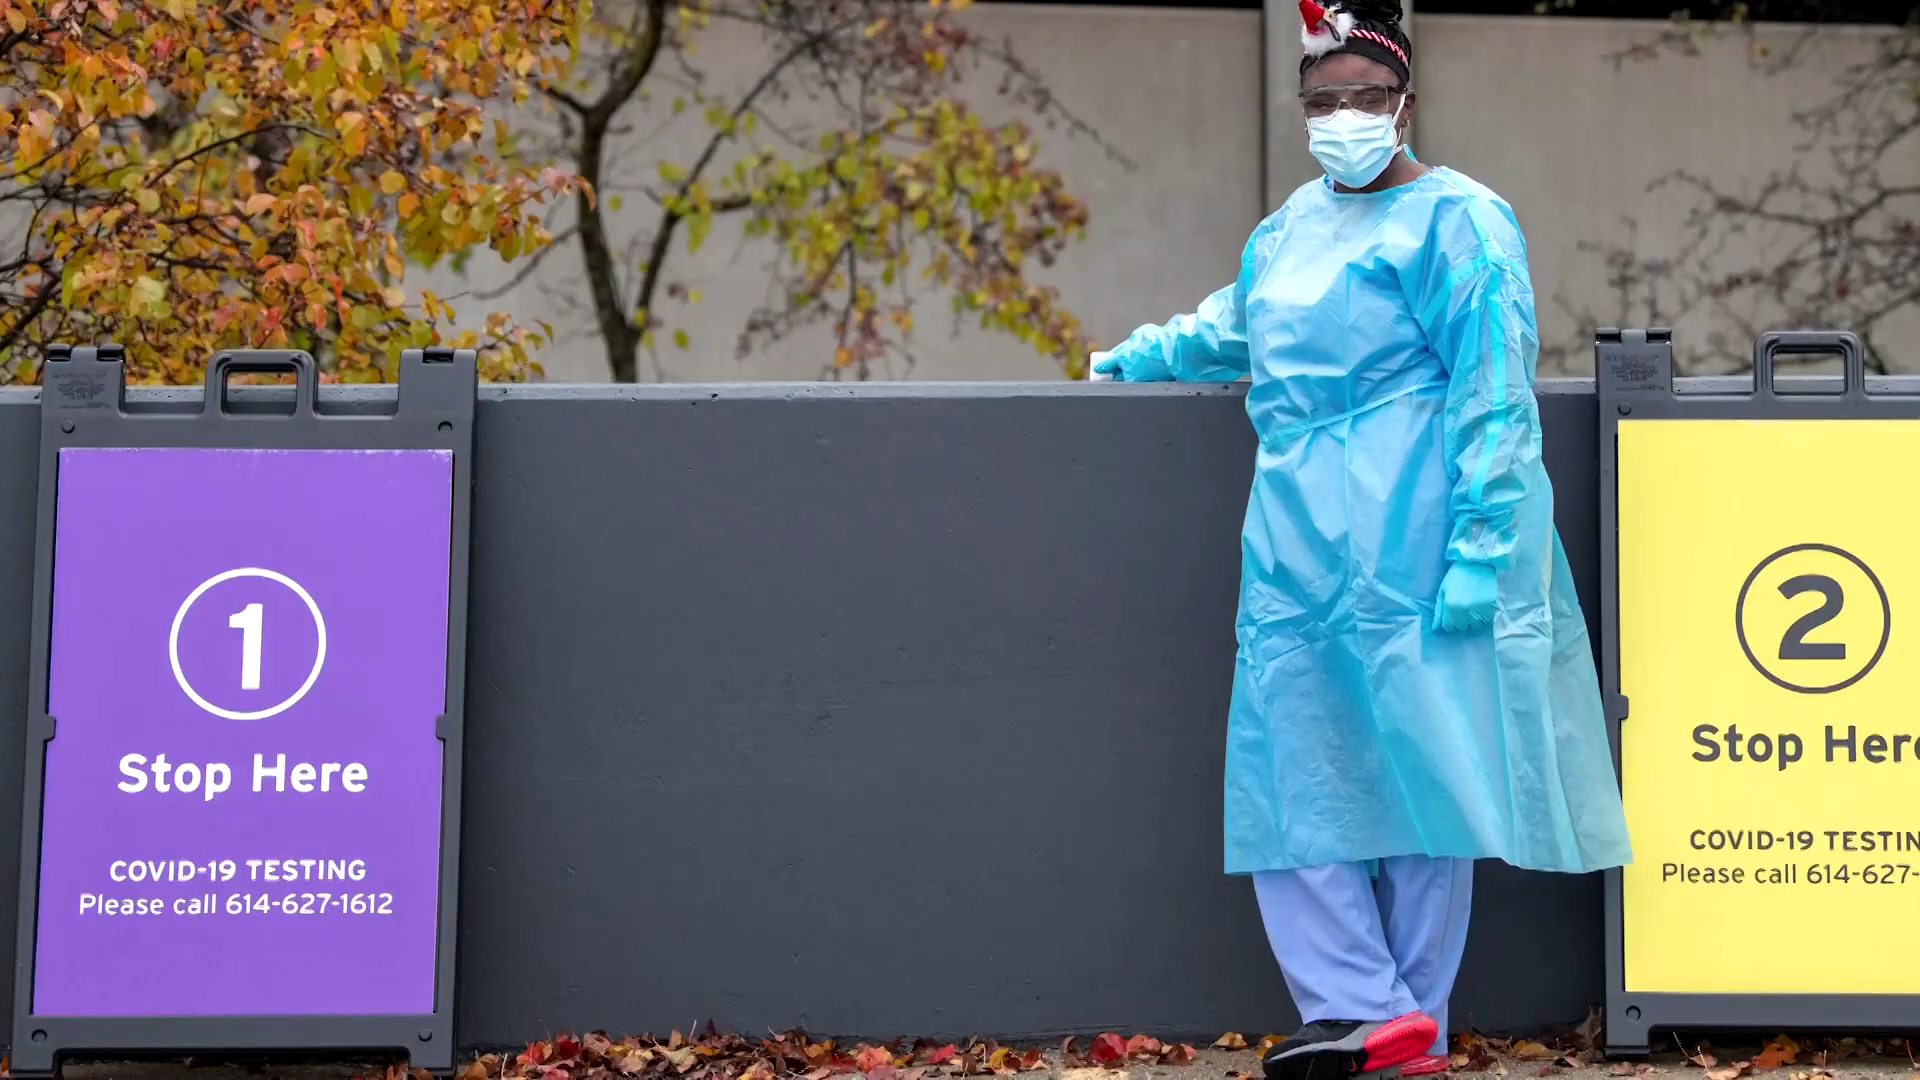 1
Stop Here
COVID-19 TESTING
Please call 614-627-1612
2
Stop Here
COVID-19 TESTIN
Please call 614-627-